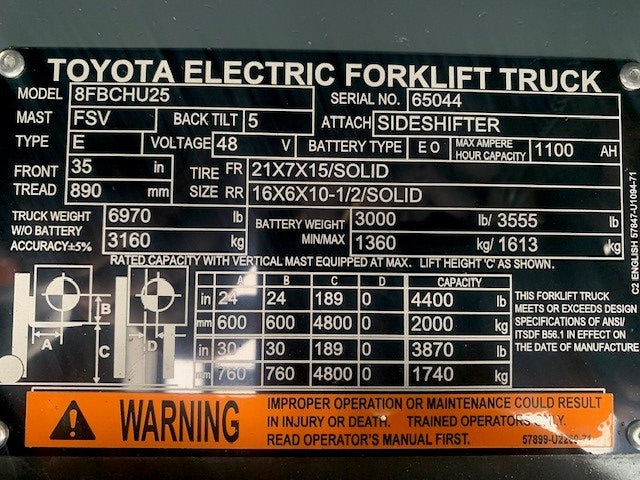 TOYOTA ELECTRIC FORKLIFT TRUCK
MODEL 8FBCHU25 SERIAL NO. 65044
MAST FSV BACK TILT 5 ATTACH SIDESHIFTER
TYPE E VOLTAGE 48 V BATTERY TYPE E O MAX AMPERE HOUR CAPACITY 1100 AH
FRONT TREAD 35 in TIRE SIZE FR 21X7X15/SOLID
890 mm RR 16X6X10-1/2/SOLID
TRUCK WEIGHT W/O BATTERY ACCURACY±5% 6970 lb BATTERY WEIGHT MIN/MAX 3000 lb/ 3555 lb
3160 kg 1360 kg/ 1613 kg
RATED CAPACITY WITH VERTICAL MAST EQUIPPED AT MAX. LIFT HEIGHT 'C' AS SHOWN.
A B C D CAPACITY
in 24 24 189 0 4400 lb
mm 600 600 4800 0 2000 kg
in 30 30 189 0 3870 lb
mm 760 760 4800 0 1740 kg
A B C D
THIS FORKLIFT TRUCK
MEETS OR EXCEEDS DESIGN
SPECIFICATIONS OF ANSI/
ITSDF B56.1 IN EFFECT ON
THE DATE OF MANUFACTURE
C2 ENGLISH 57847-U1094-71
WARNING
IMPROPER OPERATION OR MAINTENANCE COULD RESULT
IN INJURY OR DEATH. TRAINED OPERATORS ONLY.
READ OPERATOR'S MANUAL FIRST.